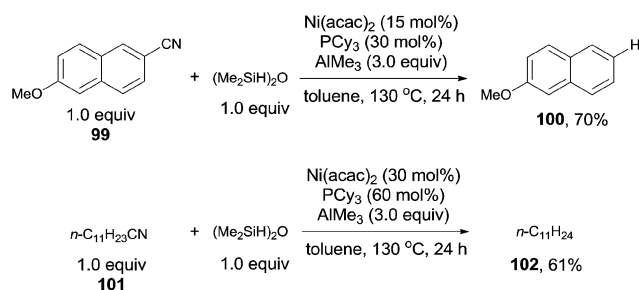 Ni(acac)₂ (15 mol%)
PCy₃ (30 mol%)
AlMe₃ (3.0 equiv)
CN
+ (Me₂SiH)₂O
toluene, 130 °C, 24 h
H
MeO
1.0 equiv
1.0 equiv
99
MeO
100, 70%
Ni(acac)₂ (30 mol%)
PCy₃ (60 mol%)
AlMe₃ (3.0 equiv)
n-C₁₁H₂₃CN + (Me₂SiH)₂O
n-C₁₁H₂₄
toluene, 130 °C, 24 h
1.0 equiv
1.0 equiv
101
102, 61%